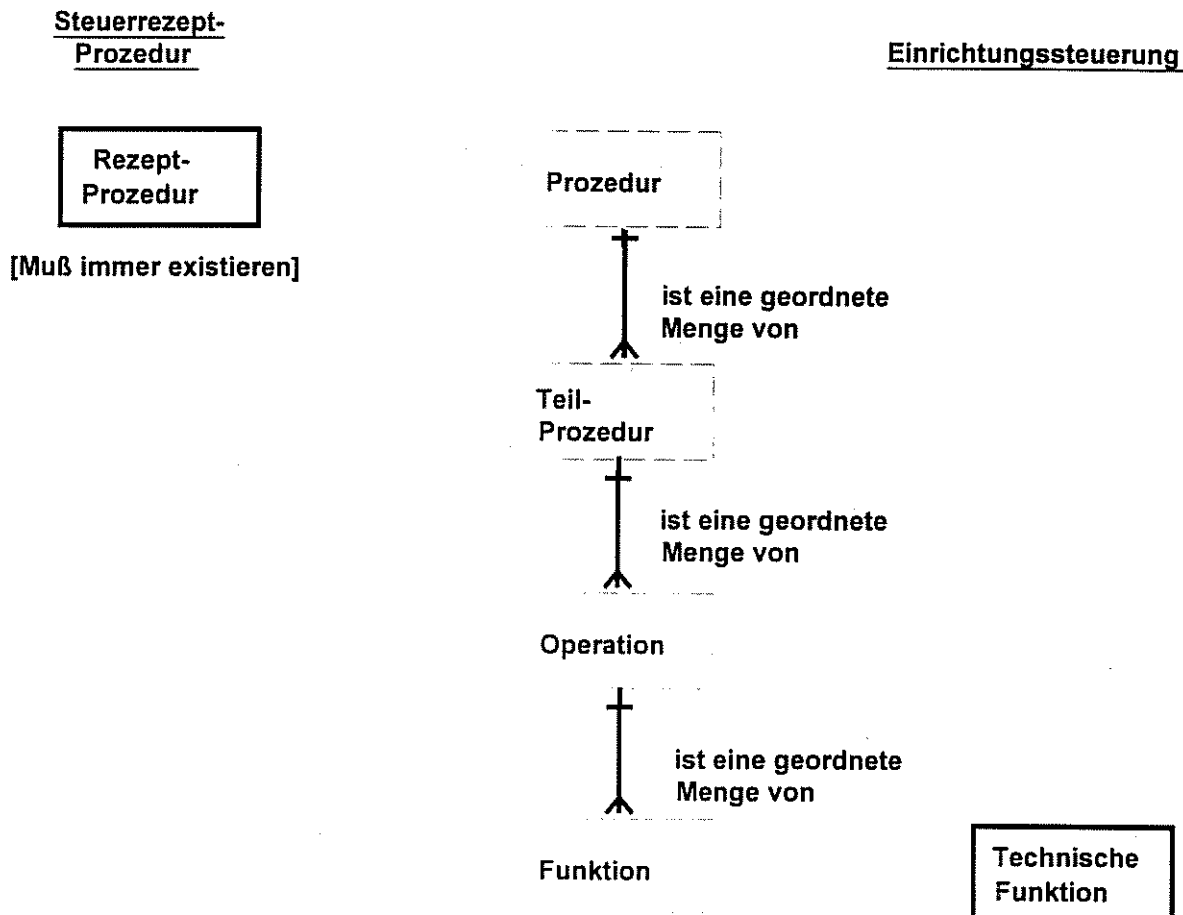 Steuerrezept-
Prozedur
Einrichtungssteuerung
Rezept-
Prozedur
Prozedur
[Muß immer existieren]
ist eine geordnete
Menge von
Teil-
Prozedur
ist eine geordnete
Menge von
Operation
ist eine geordnete
Menge von
Funktion
Technische
Funktion